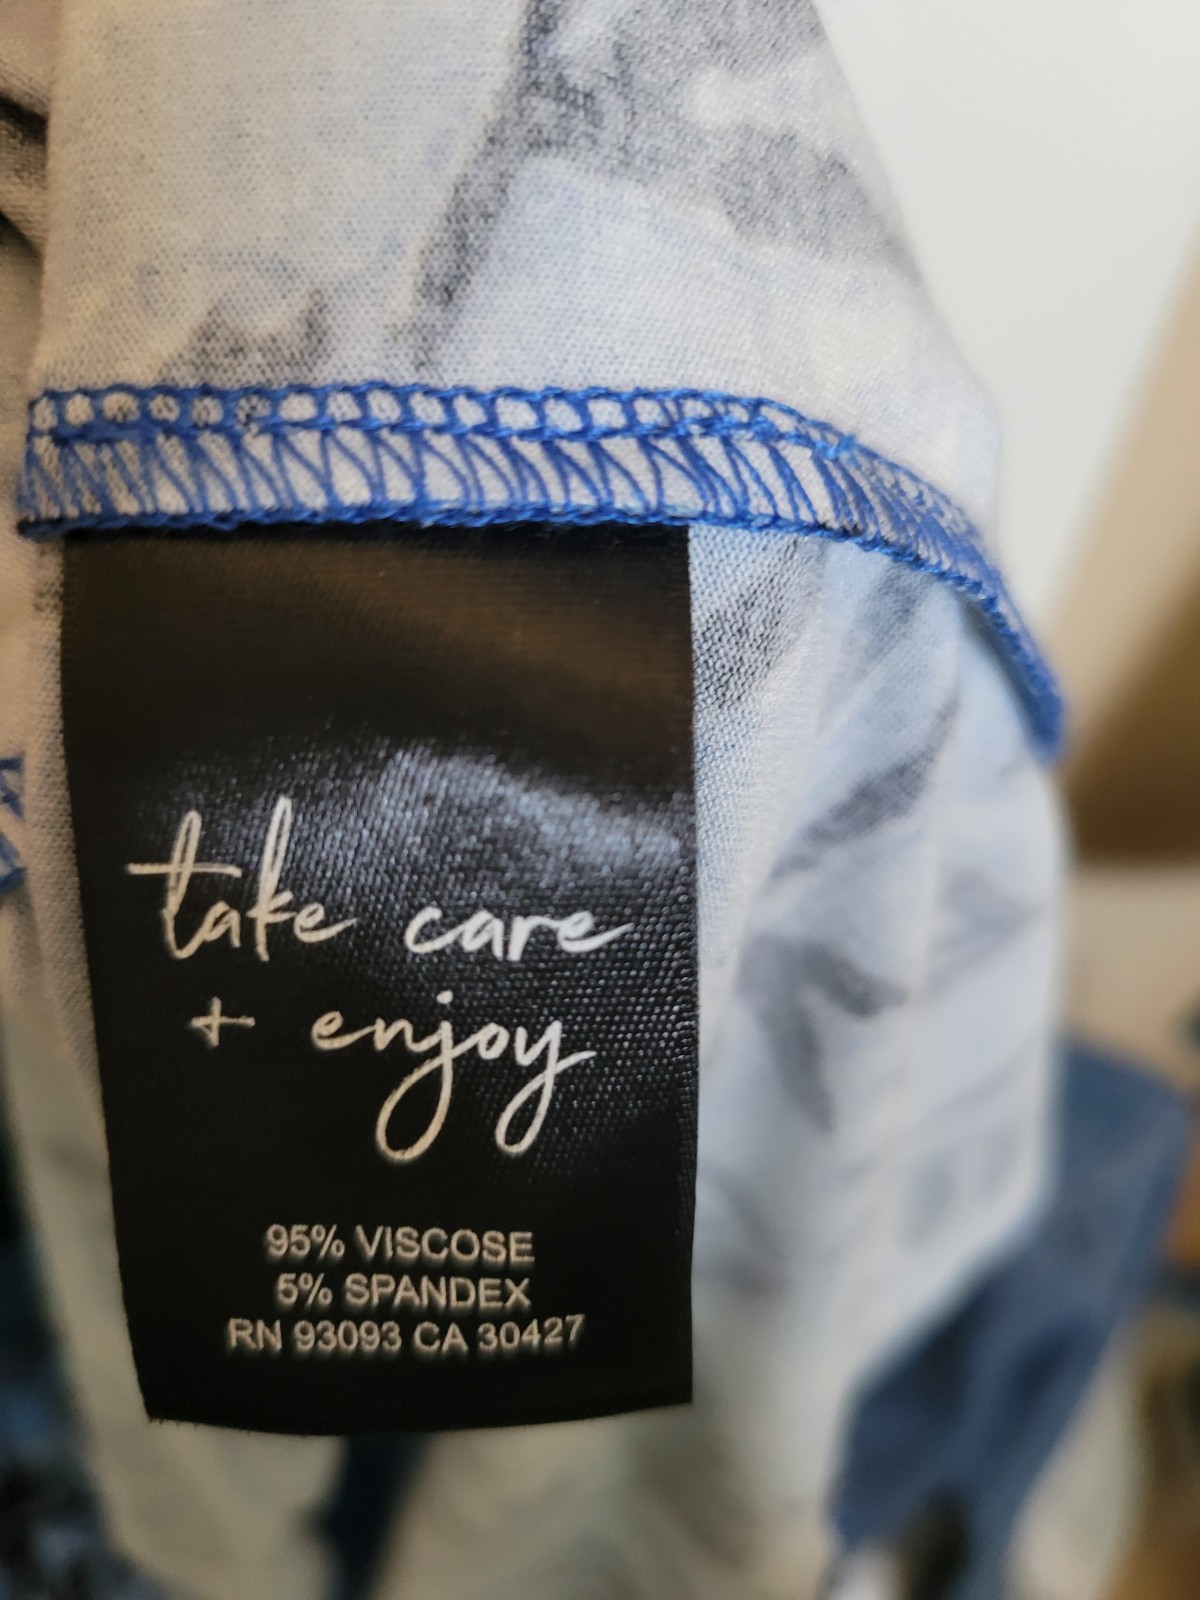 take care
+ enjoy
95% VISCOSE
5% SPANDEX
RN 93093 CA 30427